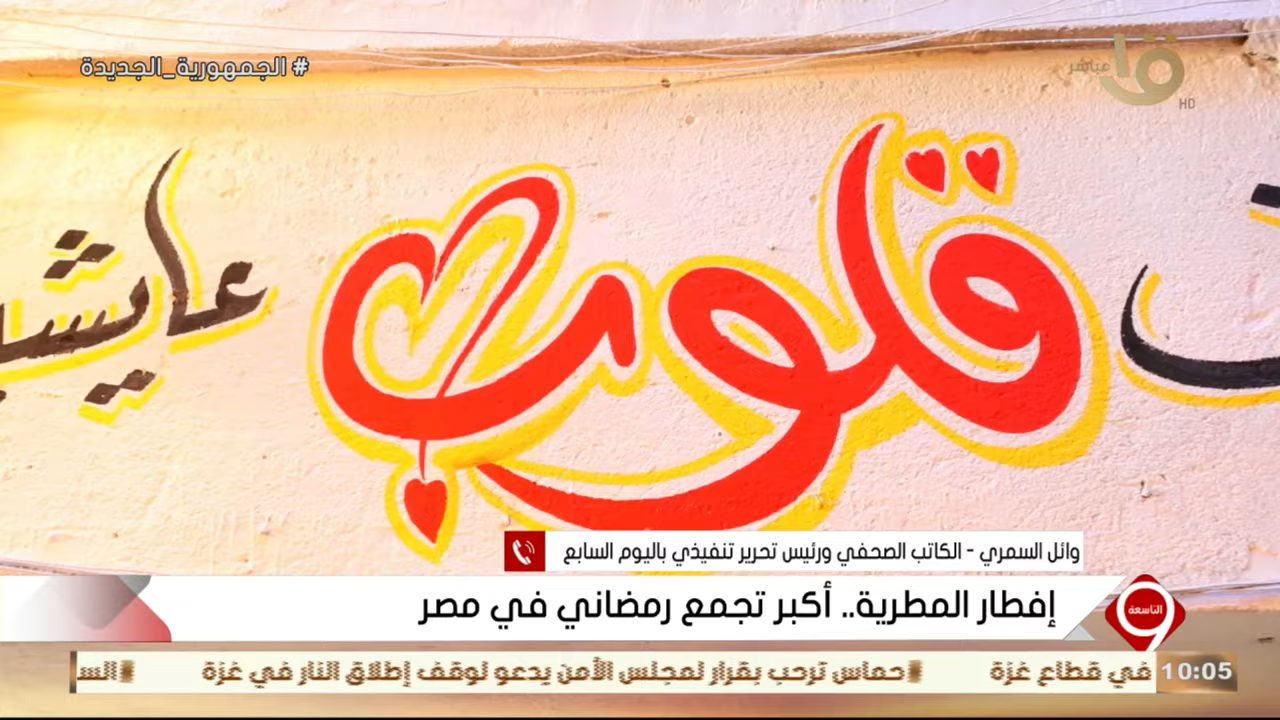 #الجمهورية_الجديدة
مباشر
HD
قلوب
وائل السمري - الكاتب الصحفي ورئيس تحرير تنفيذي باليوم السابع
إفطار المطرية.. أكبر تجمع رمضاني في مصر
التاسعة
9
10:05
في قطاع غزة حماس ترحب بقرار لمجلس الأمن يدعو لوقف إطلاق النار في غزة